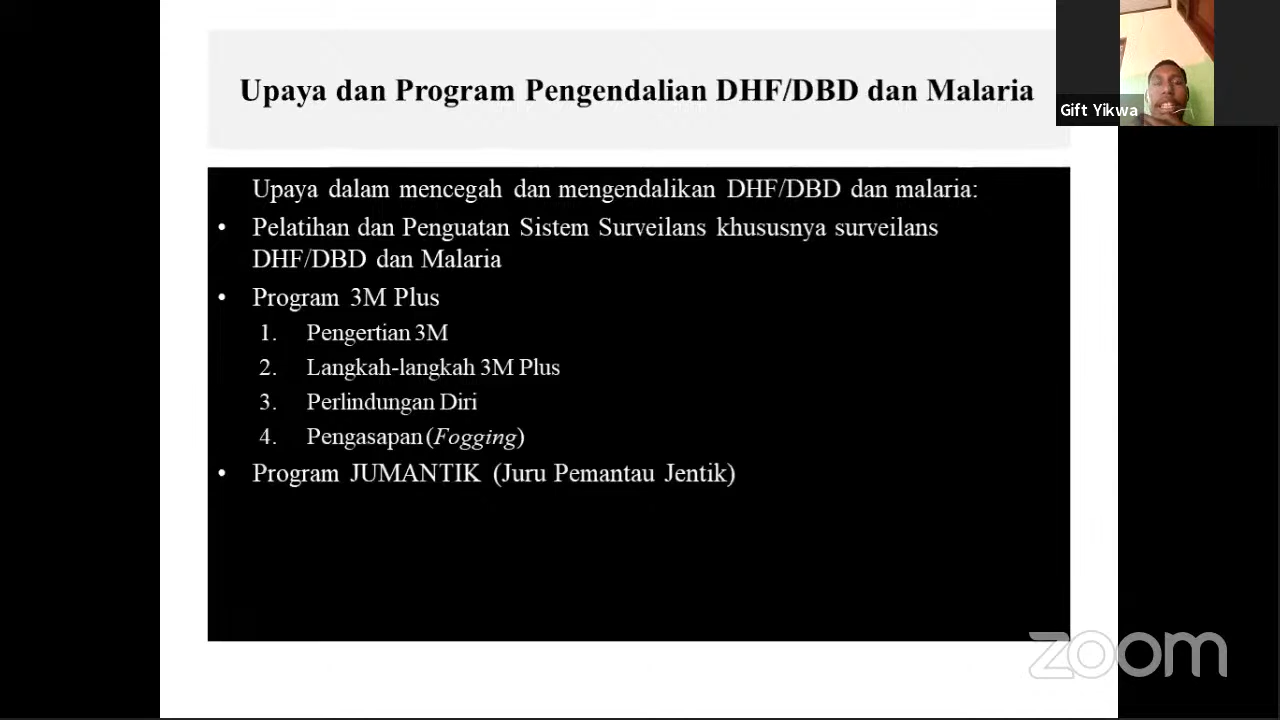 Upaya dan Program Pengendalian DHF/DBD dan Malaria
Gift Yikwa
Upaya dalam mencegah dan mengendalikan DHF/DBD dan malaria:
• Pelatihan dan Penguatan Sistem Surveilans khususnya surveilans
DHF/DBD dan Malaria
• Program 3M Plus
1. Pengertian 3M
2. Langkah-langkah 3M Plus
3. Perlindungan Diri
4. Pengasapan (Fogging)
• Program JUMANTIK (Juru Pemantau Jentik)
zoom